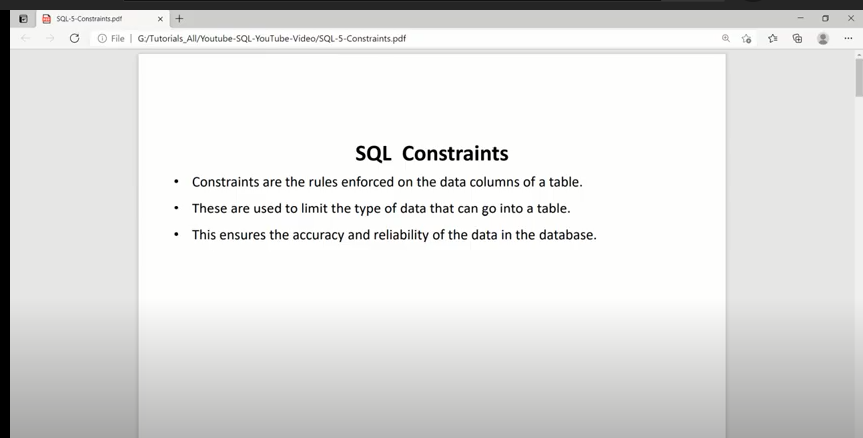 SQL-5-Constraints.pdf
File | G:/Tutorials_All/Youtube-SQL-YouTube-Video/SQL-5-Constraints.pdf
SQL Constraints
• Constraints are the rules enforced on the data columns of a table.
• These are used to limit the type of data that can go into a table.
• This ensures the accuracy and reliability of the data in the database.